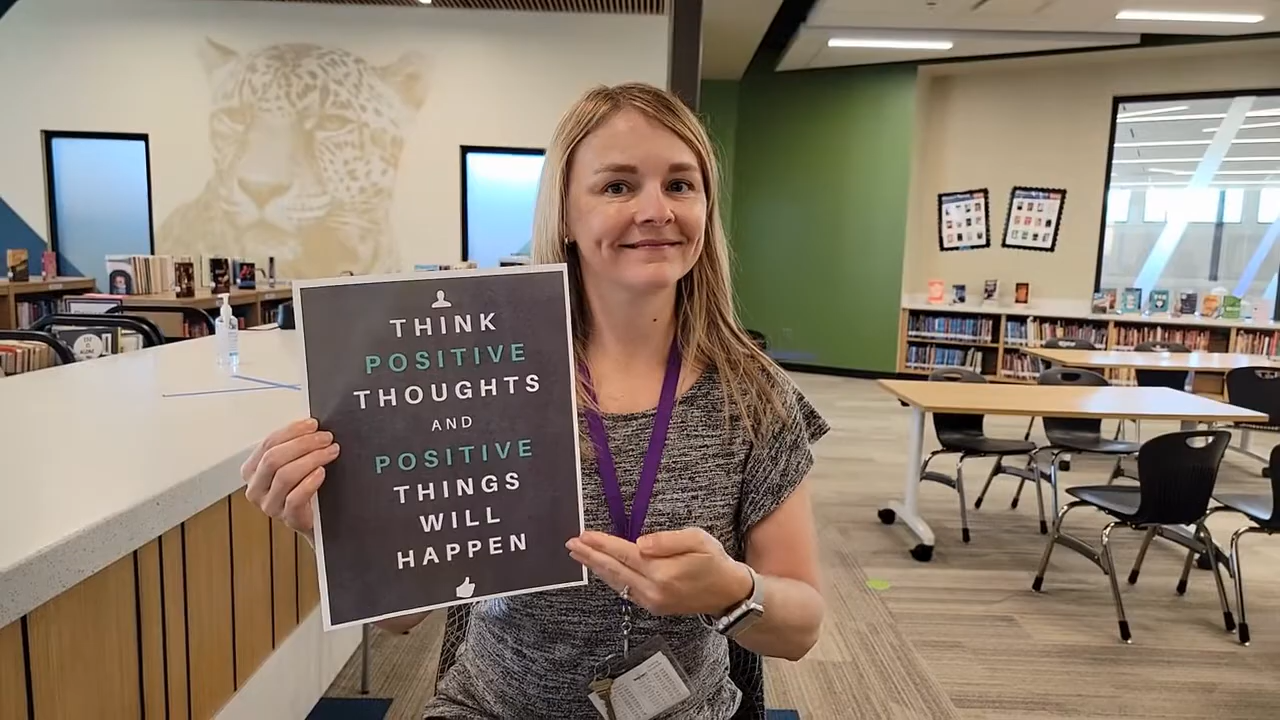 THINK
POSITIVE
THOUGHTS
AND
POSITIVE
THINGS
WILL
HAPPEN